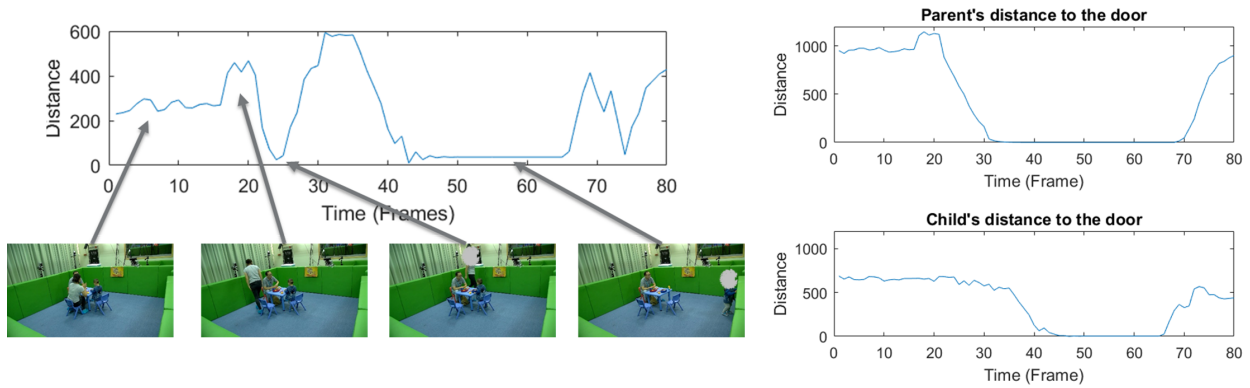 600
400
200
0
Distance
0 10 20 30 40 50 60 70 80
Time (Frames)
Parent's distance to the door
1000
500
0
Distance
0 10 20 30 40 50 60 70 80
Time (Frame)
Child's distance to the door
1000
500
0
Distance
0 10 20 30 40 50 60 70 80
Time (Frame)